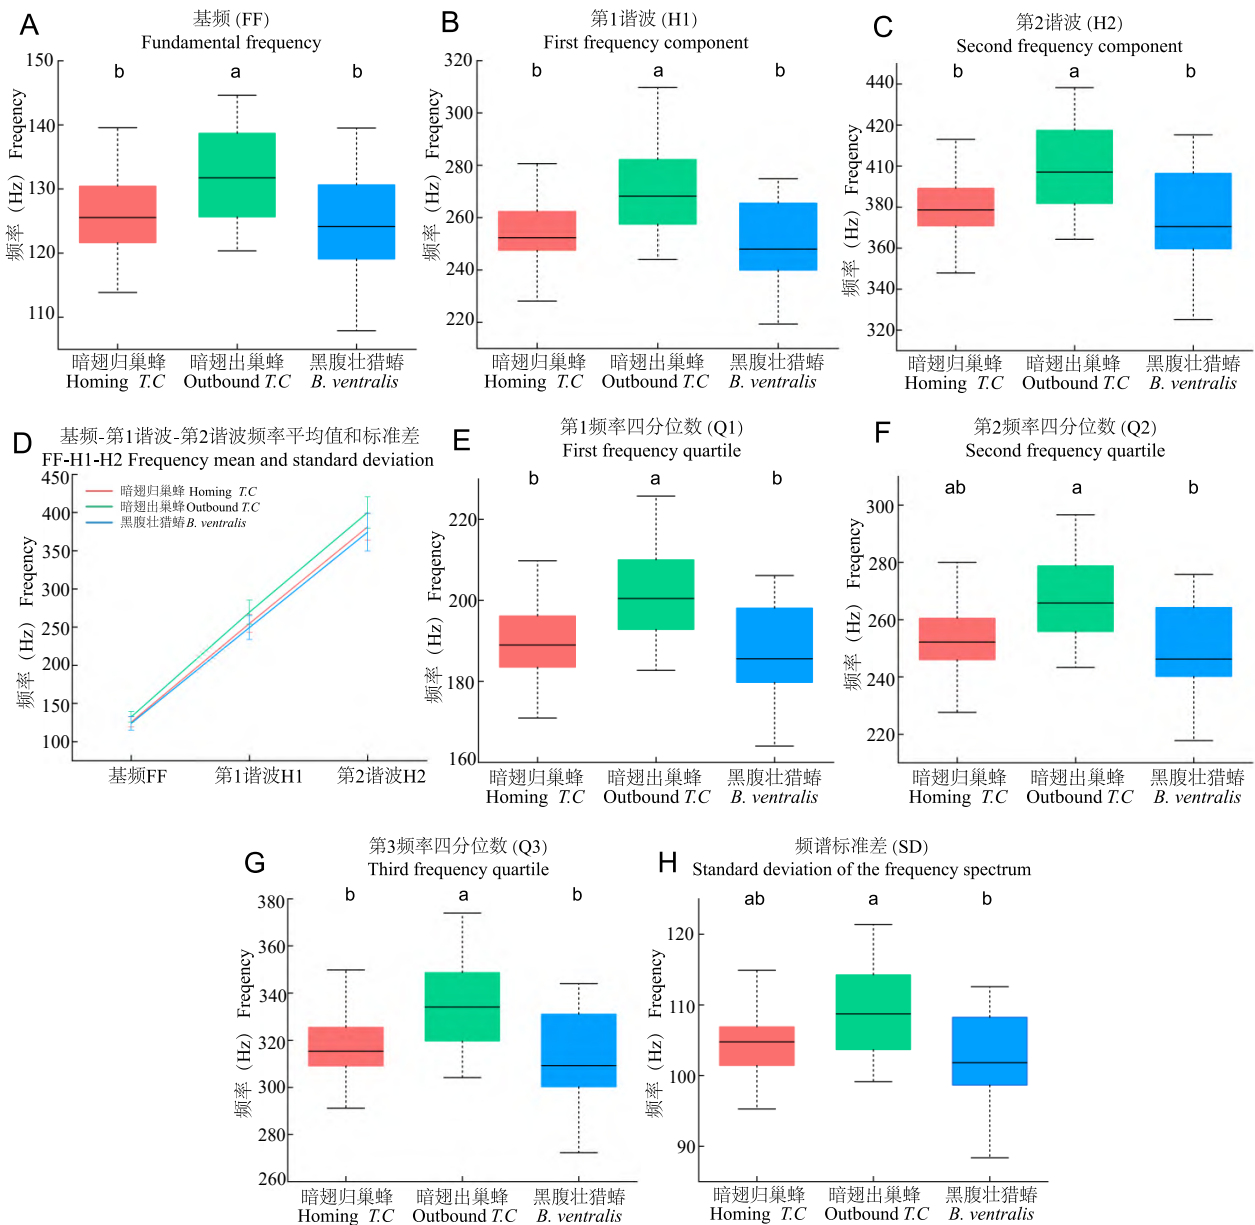 A
基频 (FF)
Fundamental frequency
频率（Hz）Freqency
150
140
130
120
110
b
a
b
暗翅归巢蜂
Homing T.C
暗翅出巢蜂
Outbound T.C
黑腹壮猎蝽
B. ventralis
B
第1谐波 (H1)
First frequency component
频率（Hz）Freqency
320
300
280
260
240
220
b
a
b
暗翅归巢蜂
Homing T.C
暗翅出巢蜂
Outbound T.C
黑腹壮猎蝽
B. ventralis
C
第2谐波 (H2)
Second frequency component
频率（Hz）Freqency
440
420
410
380
360
340
320
b
a
b
暗翅归巢蜂
Homing T.C
暗翅出巢蜂
Outbound T.C
黑腹壮猎蝽
B. ventralis
D
基频-第1谐波-第2谐波频率平均值和标准差
FF-H1-H2 Frequency mean and standard deviation
频率（Hz）Freqency
450
400
350
300
250
200
150
100
暗翅归巢蜂 Homing T.C
暗翅出巢蜂 Outbound T.C
黑腹壮猎蝽 B. ventralis
基频FF
第1谐波H1
第2谐波H2
E
第1频率四分位数 (Q1)
First frequency quartile
频率（Hz）Freqency
220
200
180
160
b
a
b
暗翅归巢蜂
Homing T.C
暗翅出巢蜂
Outbound T.C
黑腹壮猎蝽
B. ventralis
F
第2频率四分位数 (Q2)
Second frequency quartile
频率（Hz）Freqency
300
280
260
240
220
ab
a
b
暗翅归巢蜂
Homing T.C
暗翅出巢蜂
Outbound T.C
黑腹壮猎蝽
B. ventralis
G
第3频率四分位数 (Q3)
Third frequency quartile
频率（Hz）Freqency
380
360
340
320
300
280
260
b
a
b
暗翅归巢蜂
Homing T.C
暗翅出巢蜂
Outbound T.C
黑腹壮猎蝽
B. ventralis
H
频谱标准差 (SD)
Standard deviation of the frequency spectrum
频率（Hz）Freqency
120
110
100
90
ab
a
b
暗翅归巢蜂
Homing T.C
暗翅出巢蜂
Outbound T.C
黑腹壮猎蝽
B. ventralis